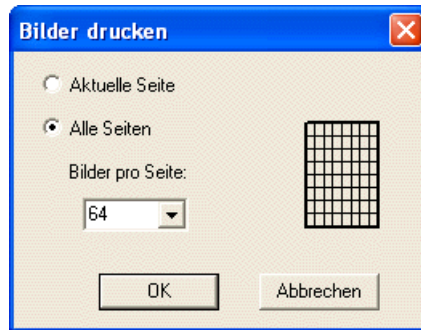 Bilder drucken
Aktuelle Seite
Alle Seiten
Bilder pro Seite:
64
OK
Abbrechen